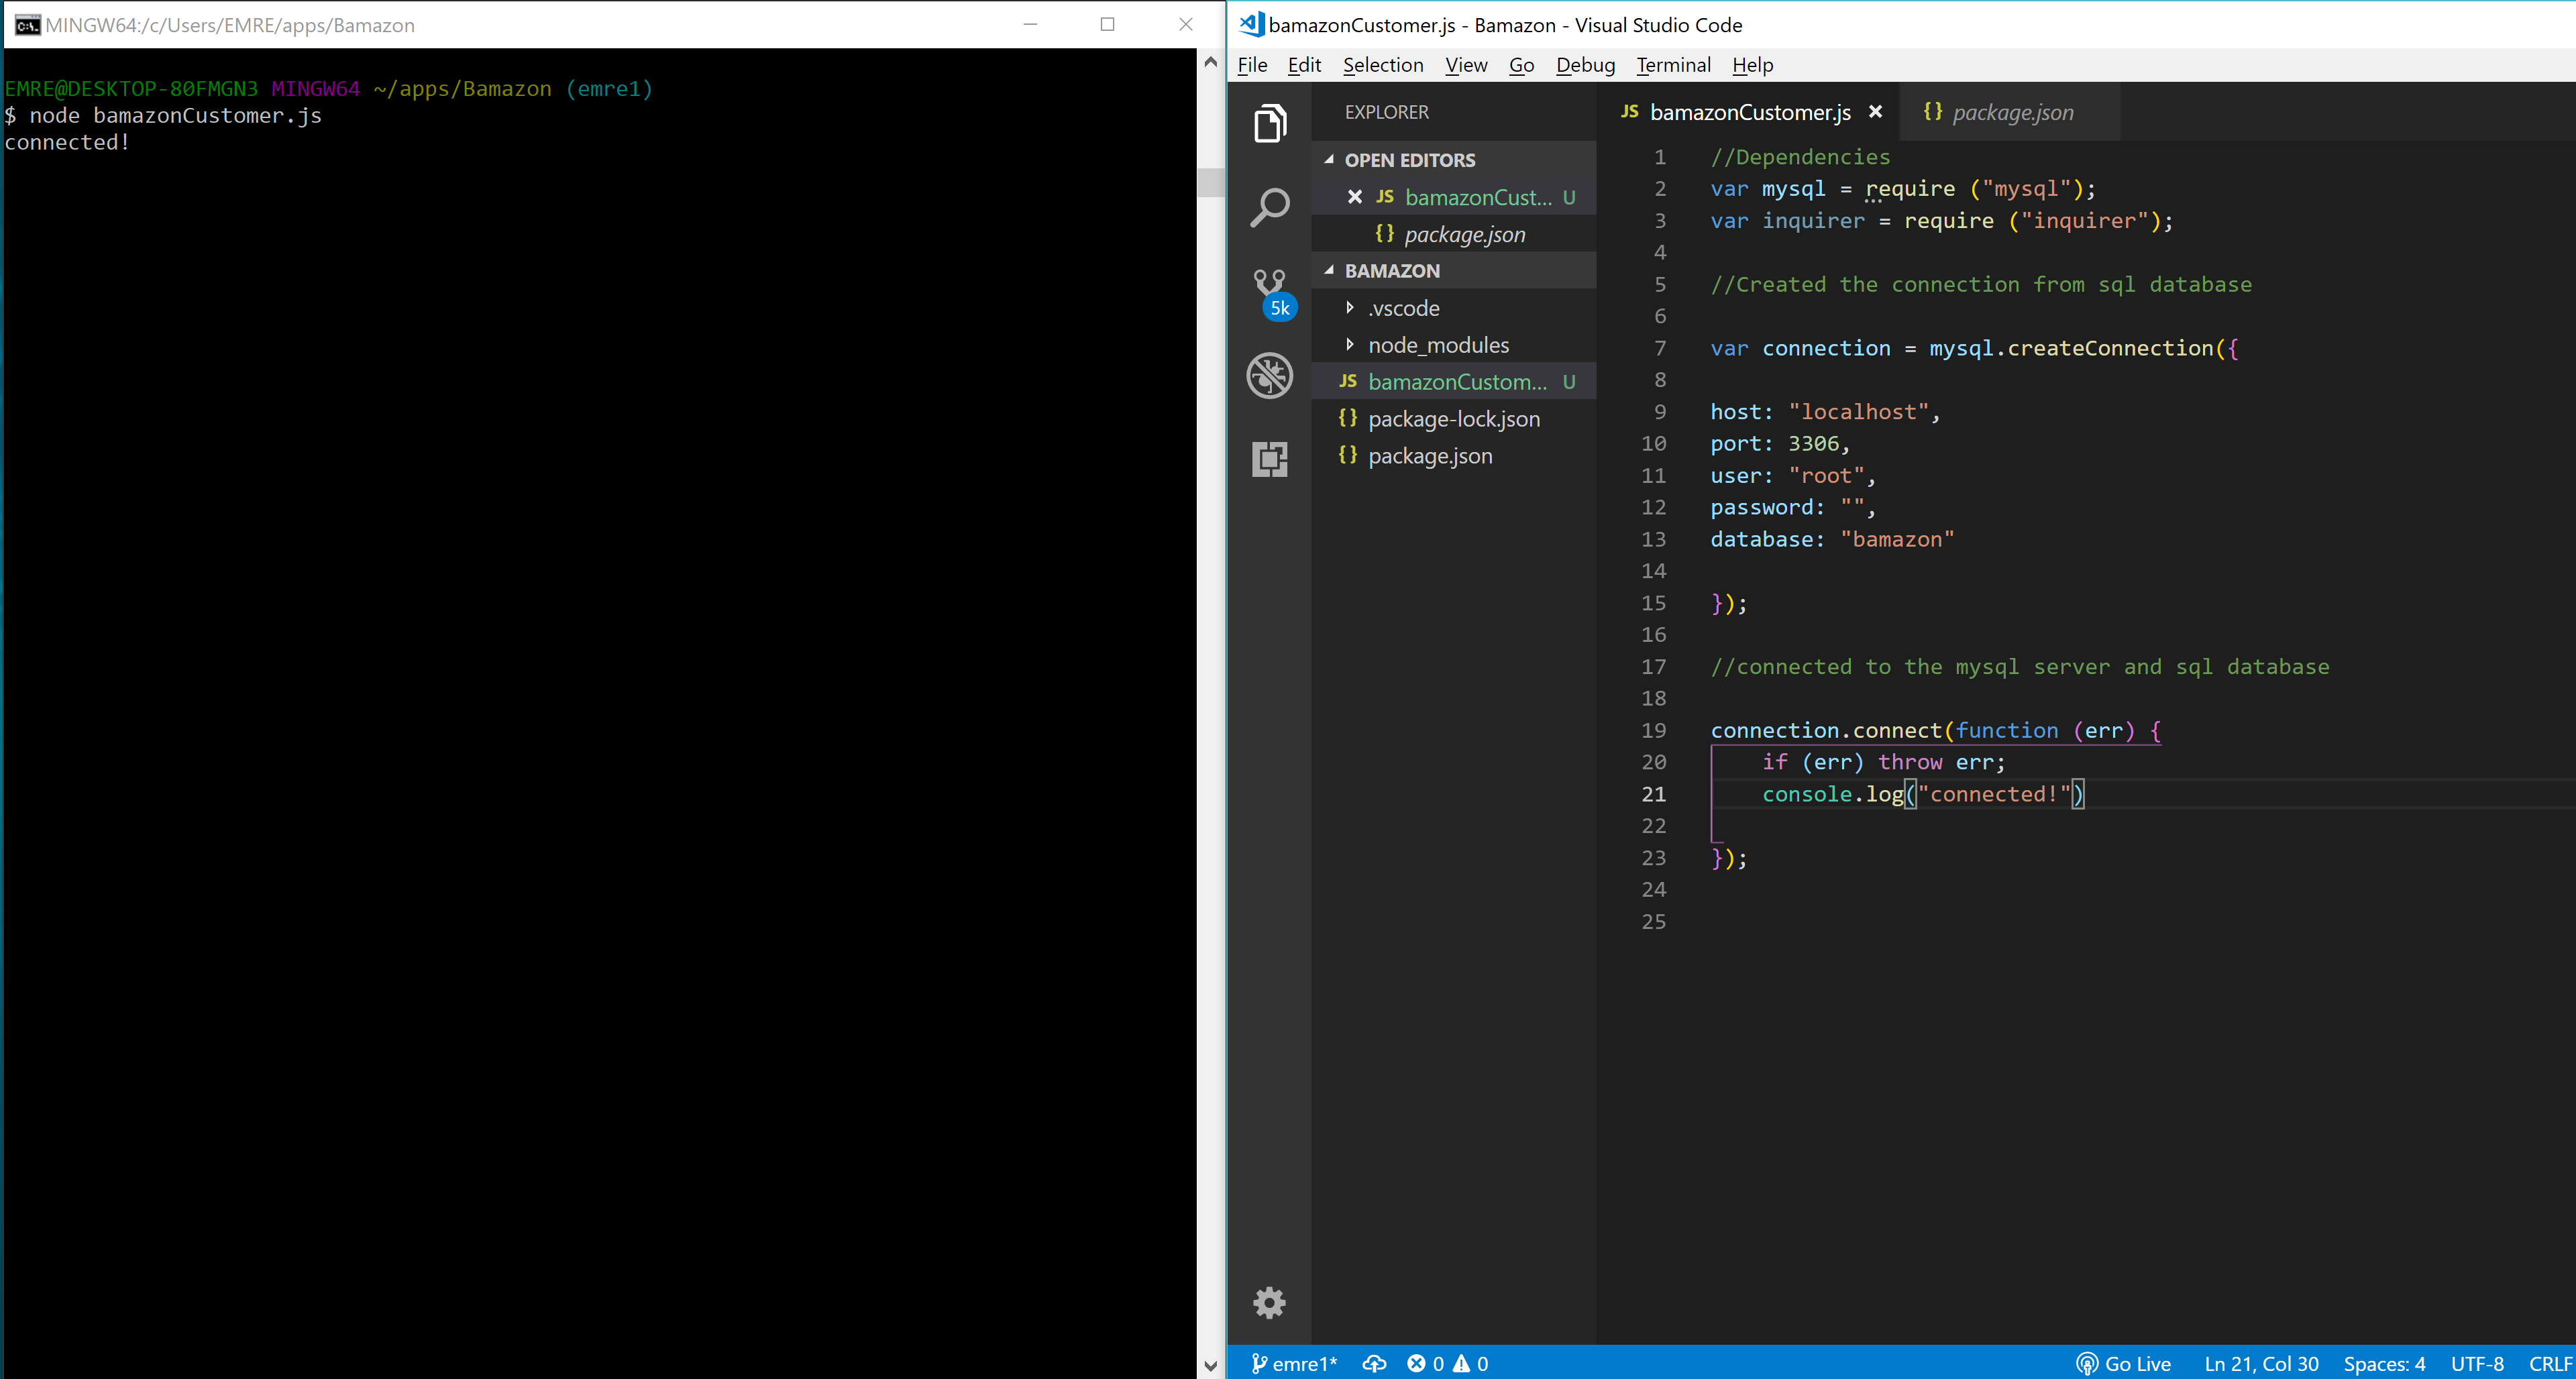 MINGW64:/c/Users/EMRE/apps/Bamazon
EMRE@DESKTOP-80FMGN3 MINGW64 ~/apps/Bamazon (emre1)
$ node bamazonCustomer.js
connected!
bamazonCustomer.js - Bamazon - Visual Studio Code
File Edit Selection View Go Debug Terminal Help
EXPLORER
OPEN EDITORS
JS bamazonCust... U
{} package.json
BAMAZON
.vscode
node_modules
JS bamazonCustom... U
{} package-lock.json
{} package.json
5k
JS bamazonCustomer.js
{} package.json
1 //Dependencies
2 var mysql = require ("mysql");
3 var inquirer = require ("inquirer");
4
5 //Created the connection from sql database
6
7 var connection = mysql.createConnection({
8
9 host: "localhost",
10 port: 3306,
11 user: "root",
12 password: "",
13 database: "bamazon"
14
15 });
16
17 //connected to the mysql server and sql database
18
19 connection.connect(function (err) {
20 if (err) throw err;
21 console.log("connected!")
22
23 });
24
25
emre1* 0 0 Go Live Ln 21, Col 30 Spaces: 4 UTF-8 CRLF